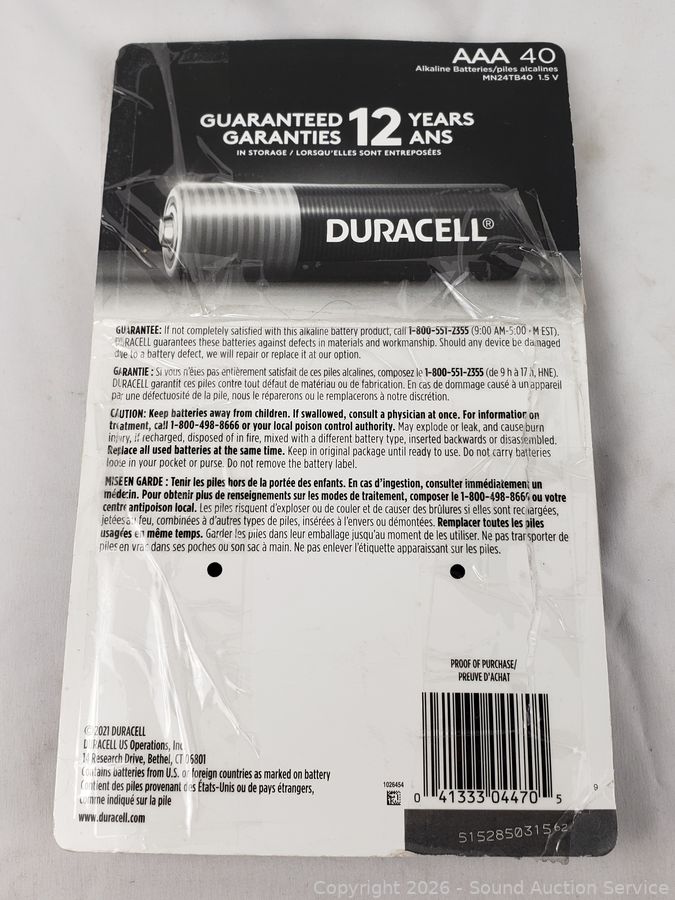 AAA 40
Alkaline Batteries/piles alcalines
MN24TB40 1.5 V
GUARANTEED 12 YEARS
GARANTIES ANS
IN STORAGE / LORSQU'ELLES SONT ENTREPOSÉES
DURACELL®
GUARANTEE: If not completely satisfied with this alkaline battery product, call 1-800-551-2355 (9:00 AM-5:00 M EST).
DURACELL guarantees these batteries against defects in materials and workmanship. Should any device be damaged
due to a battery defect, we will repair or replace it at our option.
GARANTIE : Si vous n'êtes pas entièrement satisfait de ces piles alcalines, composez le 1-800-551-2355 (de 9 h à 17 h, HNE).
DURACELL garantit ces piles contre tout défaut de matériau ou de fabrication. En cas de dommage causé à un appareil
par une défectuosité de la pile, nous le réparerons ou le remplacerons à notre discrétion.
CAUTION: Keep batteries away from children. If swallowed, consult a physician at once. For information on
treatment, call 1-800-498-8666 or your local poison control authority. May explode or leak, and cause burn
injury, if recharged, disposed of in fire, mixed with a different battery type, inserted backwards or disassembled.
Replace all used batteries at the same time. Keep in original package until ready to use. Do not carry batteries
loose in your pocket or purse. Do not remove the battery label.
MISE EN GARDE : Tenir les piles hors de la portée des enfants. En cas d'ingestion, consulter immédiatement un
médecin. Pour obtenir plus de renseignements sur les modes de traitement, composer le 1-800-498-8666 ou votre
centre antipoison local. Les piles risquent d'exploser ou de couler et de causer des brûlures si elles sont rechargées,
jetées au feu, combinées à d'autres types de piles, insérées à l'envers ou démontées. Remplacer toutes les piles
usagées en même temps. Garder les piles dans leur emballage jusqu'au moment de les utiliser. Ne pas transporter de
piles en vrac dans ses poches ou son sac à main. Ne pas enlever l'étiquette apparaissant sur les piles.
PROOF OF PURCHASE/
PREUVE D'ACHAT
© 2021 DURACELL
DURACELL US Operations, Inc.
14 Research Drive, Bethel, CT 06801
Contains batteries from U.S. or foreign countries as marked on battery
Contient des piles provenant des États-Unis ou de pays étrangers,
comme indiqué sur la pile
www.duracell.com
1026454
0 41333 04470 5
9
51528503156 2
Copyright 2026 - Sound Auction Service